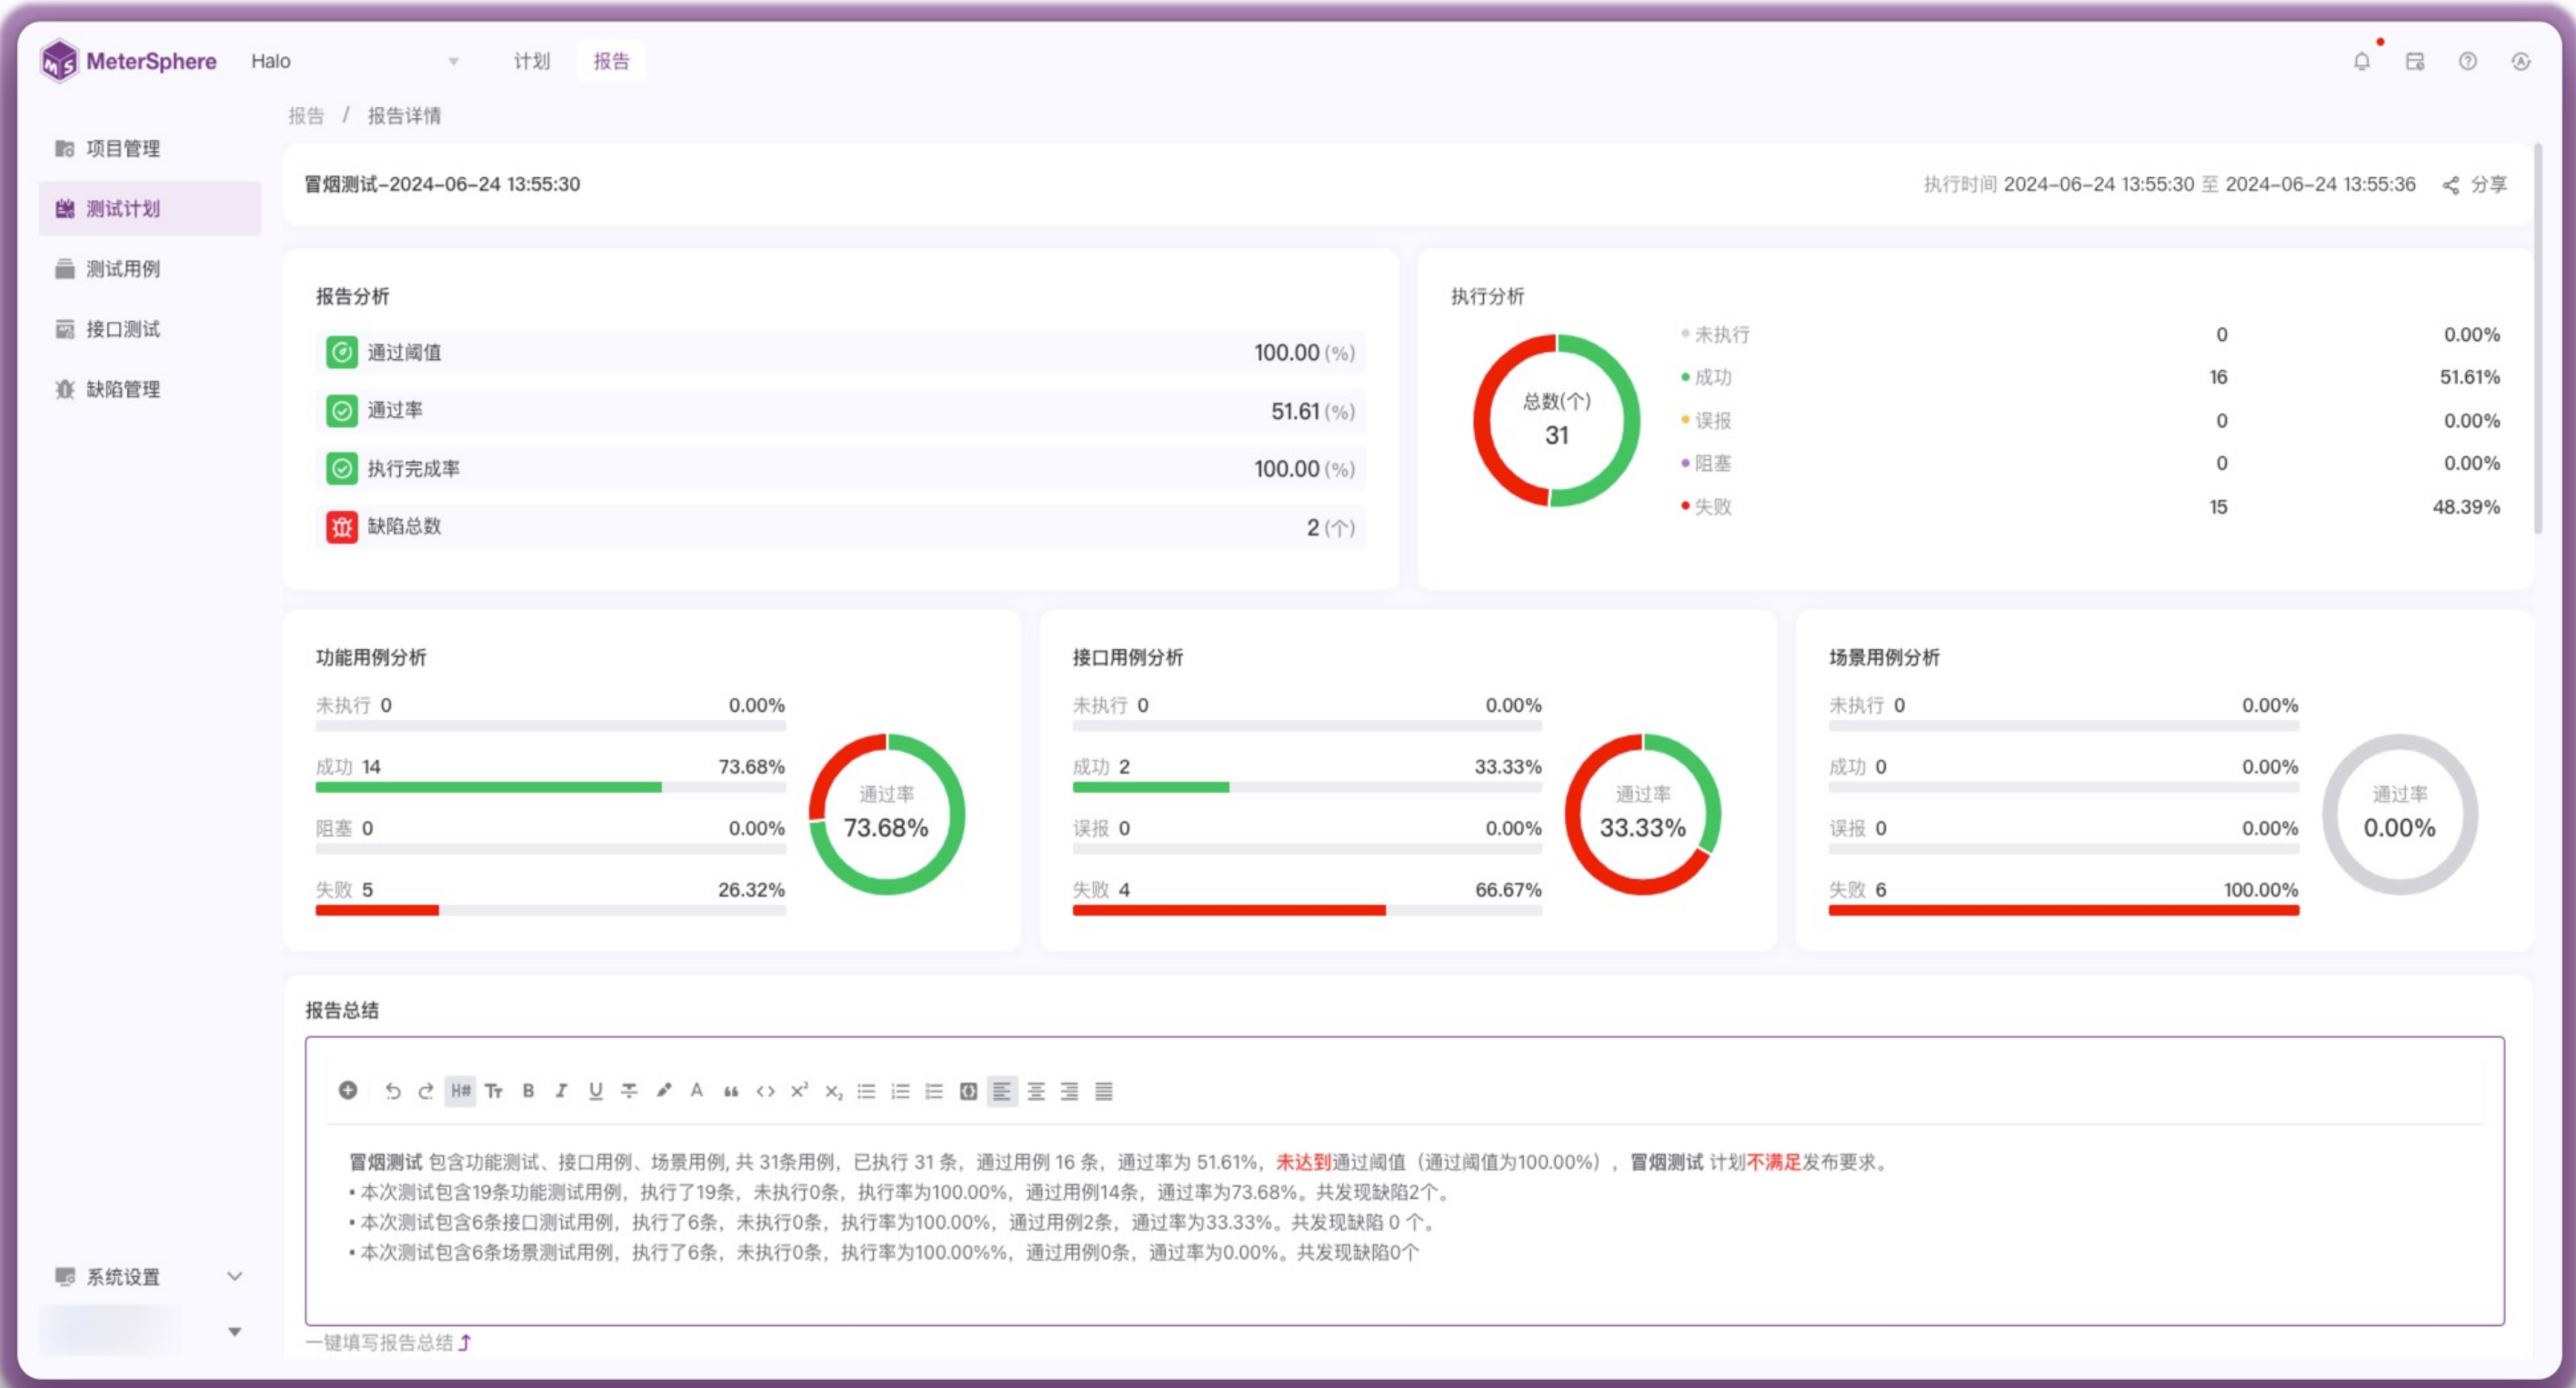 MeterSphere Halo 计划 报告
报告 / 报告详情
项目管理
测试计划
测试用例
接口测试
缺陷管理
系统设置
冒烟测试-2024-06-24 13:55:30
执行时间 2024-06-24 13:55:30 至 2024-06-24 13:55:36 分享
报告分析
通过阈值 100.00 (%)
通过率 51.61 (%)
执行完成率 100.00 (%)
缺陷总数 2 (个)
执行分析
总数(个)
31
未执行 0 0.00%
成功 16 51.61%
误报 0 0.00%
阻塞 0 0.00%
失败 15 48.39%
功能用例分析
未执行 0 0.00%
成功 14 73.68%
阻塞 0 0.00%
失败 5 26.32%
通过率
73.68%
接口用例分析
未执行 0 0.00%
成功 2 33.33%
误报 0 0.00%
失败 4 66.67%
通过率
33.33%
场景用例分析
未执行 0 0.00%
成功 0 0.00%
误报 0 0.00%
失败 6 100.00%
通过率
0.00%
报告总结
冒烟测试 包含功能测试、接口用例、场景用例, 共 31条用例，已执行 31 条，通过用例 16 条，通过率为 51.61%，未达到通过阈值（通过阈值为100.00%），冒烟测试 计划不满足发布要求。
▪ 本次测试包含19条功能测试用例，执行了19条，未执行0条，执行率为100.00%，通过用例14条，通过率为73.68%。共发现缺陷2个。
▪ 本次测试包含6条接口测试用例，执行了6条，未执行0条，执行率为100.00%，通过用例2条，通过率为33.33%。共发现缺陷 0 个。
▪ 本次测试包含6条场景测试用例，执行了6条，未执行0条，执行率为100.00%%，通过用例0条，通过率为0.00%。共发现缺陷0个
一键填写报告总结